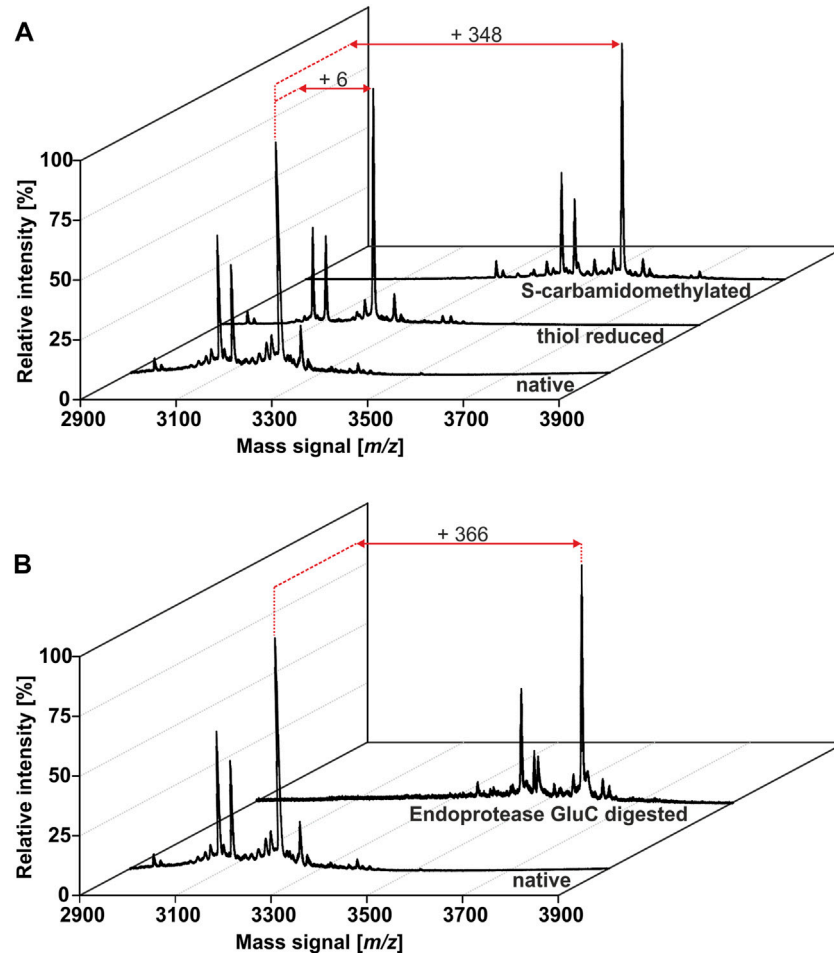 A
+ 348
+ 6
100
75
50
25
0
Relative intensity [%]
S-carbamidomethylated
thiol reduced
native
2900 3100 3300 3500 3700 3900
Mass signal [m/z]
B
+ 366
100
75
50
25
0
Relative intensity [%]
Endoprotease GluC digested
native
2900 3100 3300 3500 3700 3900
Mass signal [m/z]